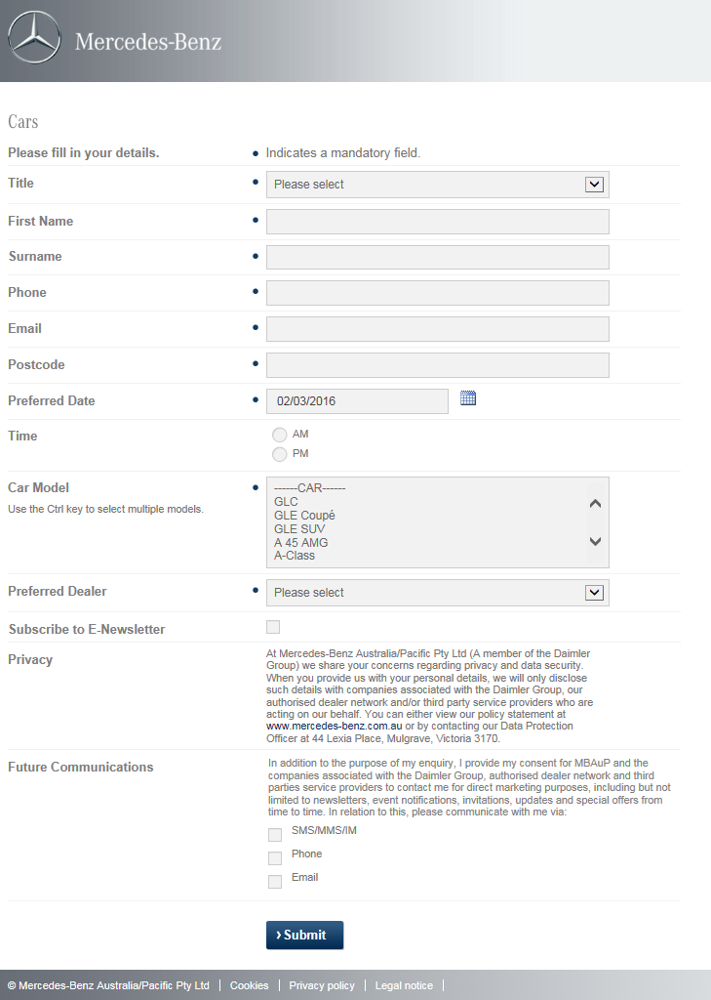 Mercedes-Benz
Cars
Please fill in your details.
• Indicates a mandatory field.
Title
•
Please select
First Name
•
Surname
•
Phone
•
Email
•
Postcode
•
Preferred Date
•
02/03/2016
Time
AM
PM
Car Model
•
Use the Ctrl key to select multiple models.
------CAR------
GLC
GLE Coupé
GLE SUV
A 45 AMG
A-Class
Preferred Dealer
•
Please select
Subscribe to E-Newsletter
Privacy
At Mercedes-Benz Australia/Pacific Pty Ltd (A member of the Daimler
Group) we share your concerns regarding privacy and data security.
When you provide us with your personal details, we will only disclose
such details with companies associated with the Daimler Group, our
authorised dealer network and/or third party service providers who are
acting on our behalf. You can either view our policy statement at
www.mercedes-benz.com.au or by contacting our Data Protection
Officer at 44 Lexia Place, Mulgrave, Victoria 3170.
Future Communications
In addition to the purpose of my enquiry, I provide my consent for MBAuP and the
companies associated with the Daimler Group, authorised dealer network and third
parties service providers to contact me for direct marketing purposes, including but not
limited to newsletters, event notifications, invitations, updates and special offers from
time to time. In relation to this, please communicate with me via:
SMS/MMS/IM
Phone
Email
› Submit
© Mercedes-Benz Australia/Pacific Pty Ltd | Cookies | Privacy policy | Legal notice |